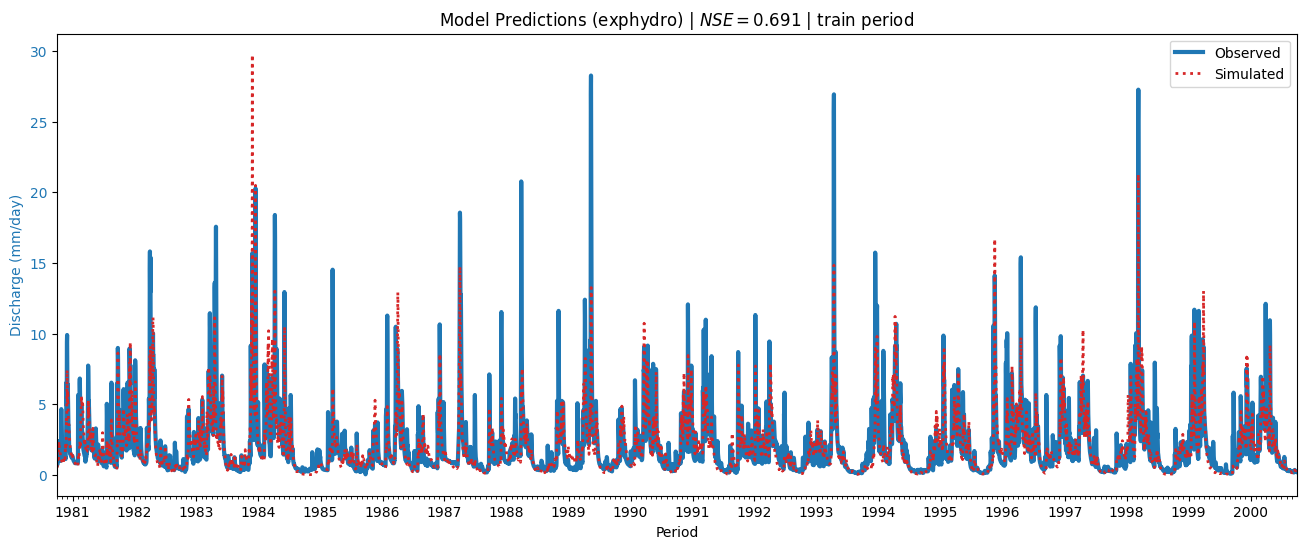 Model Predictions (exphydro) | NSE = 0.691 | train period
Observed
Simulated
Discharge (mm/day)
30
25
20
15
10
5
0
1981 1982 1983 1984 1985 1986 1987 1988 1989 1990 1991 1992 1993 1994 1995 1996 1997 1998 1999 2000
Period